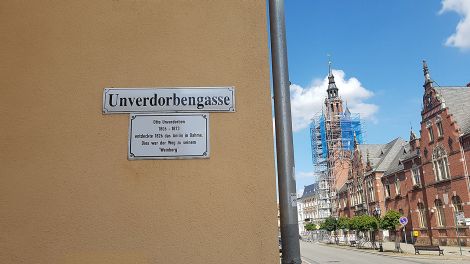 Unverdorbengasse
Otto Unverdorben
1806 - 1873
entdeckte 1826 das Anilin in Dahme.
Dies war der Weg zu seinem
Weinberg